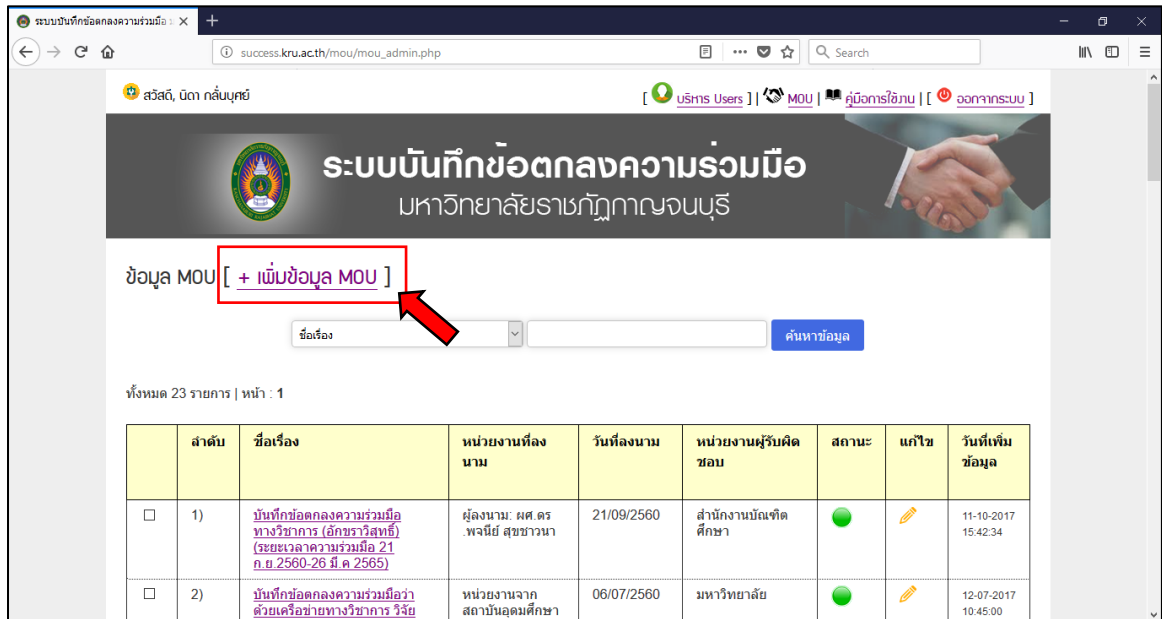 ระบบบันทึกข้อตกลงความร่วมมือ ม
success.kru.ac.th/mou/mou_admin.php
Search
สวัสดี, นิดา กลิ่นบุศย์
[ บริหาร Users ] | MOU | คู่มือการใช้งาน | [ ออกจากระบบ ]
ระบบบันทึกข้อตกลงความร่วมมือ
มหาวิทยาลัยราชภัฏกาญจนบุรี
ข้อมูล MOU [ + เพิ่มข้อมูล MOU ]
ชื่อเรื่อง
ค้นหาข้อมูล
ทั้งหมด 23 รายการ | หน้า : 1
ลำดับ ชื่อเรื่อง หน่วยงานที่ลง วันที่ลงนาม หน่วยงานผู้รับผิด สถานะ แก้ไข วันที่เพิ่ม
นาม ชอบ ข้อมูล
1) บันทึกข้อตกลงความร่วมมือ ผู้ลงนาม: ผศ.ดร 21/09/2560 สำนักงานบัณฑิต 11-10-2017
ทางวิชาการ (อักขราวิสุทธิ์) .พจนีย์ สุขชาวนา ศึกษา 15:42:34
(ระยะเวลาความร่วมมือ 21
ก.ย.2560-26 มี.ค 2565)
2) บันทึกข้อตกลงความร่วมมือว่า หน่วยงานจาก 06/07/2560 มหาวิทยาลัย 12-07-2017
ด้วยเครือข่ายทางวิชาการ วิจัย สถาบันอุดมศึกษา 10:45:00